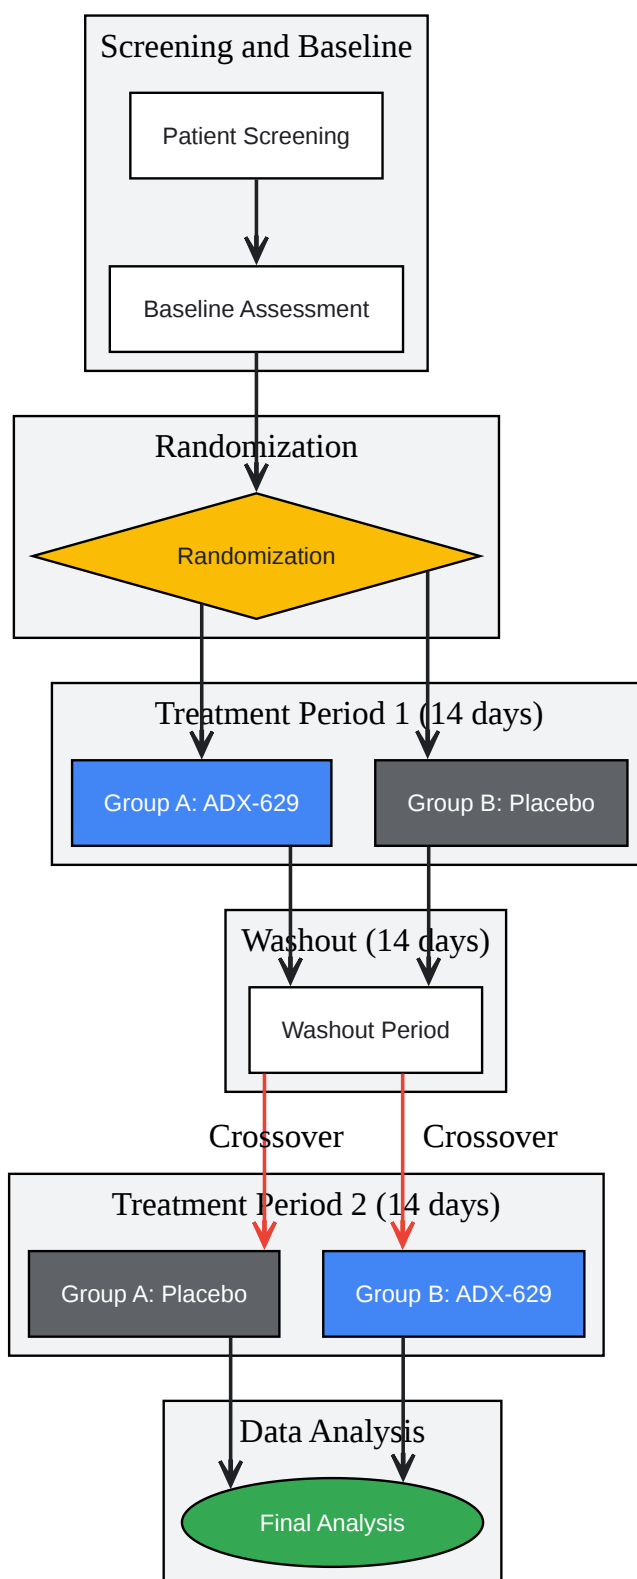 Screening and Baseline
Patient Screening
Baseline Assessment
Randomization
Randomization
Treatment Period 1 (14 days)
Group A: ADX-629
Group B: Placebo
Washout (14 days)
Washout Period
Crossover
Crossover
Treatment Period 2 (14 days)
Group A: Placebo
Group B: ADX-629
Data Analysis
Final Analysis